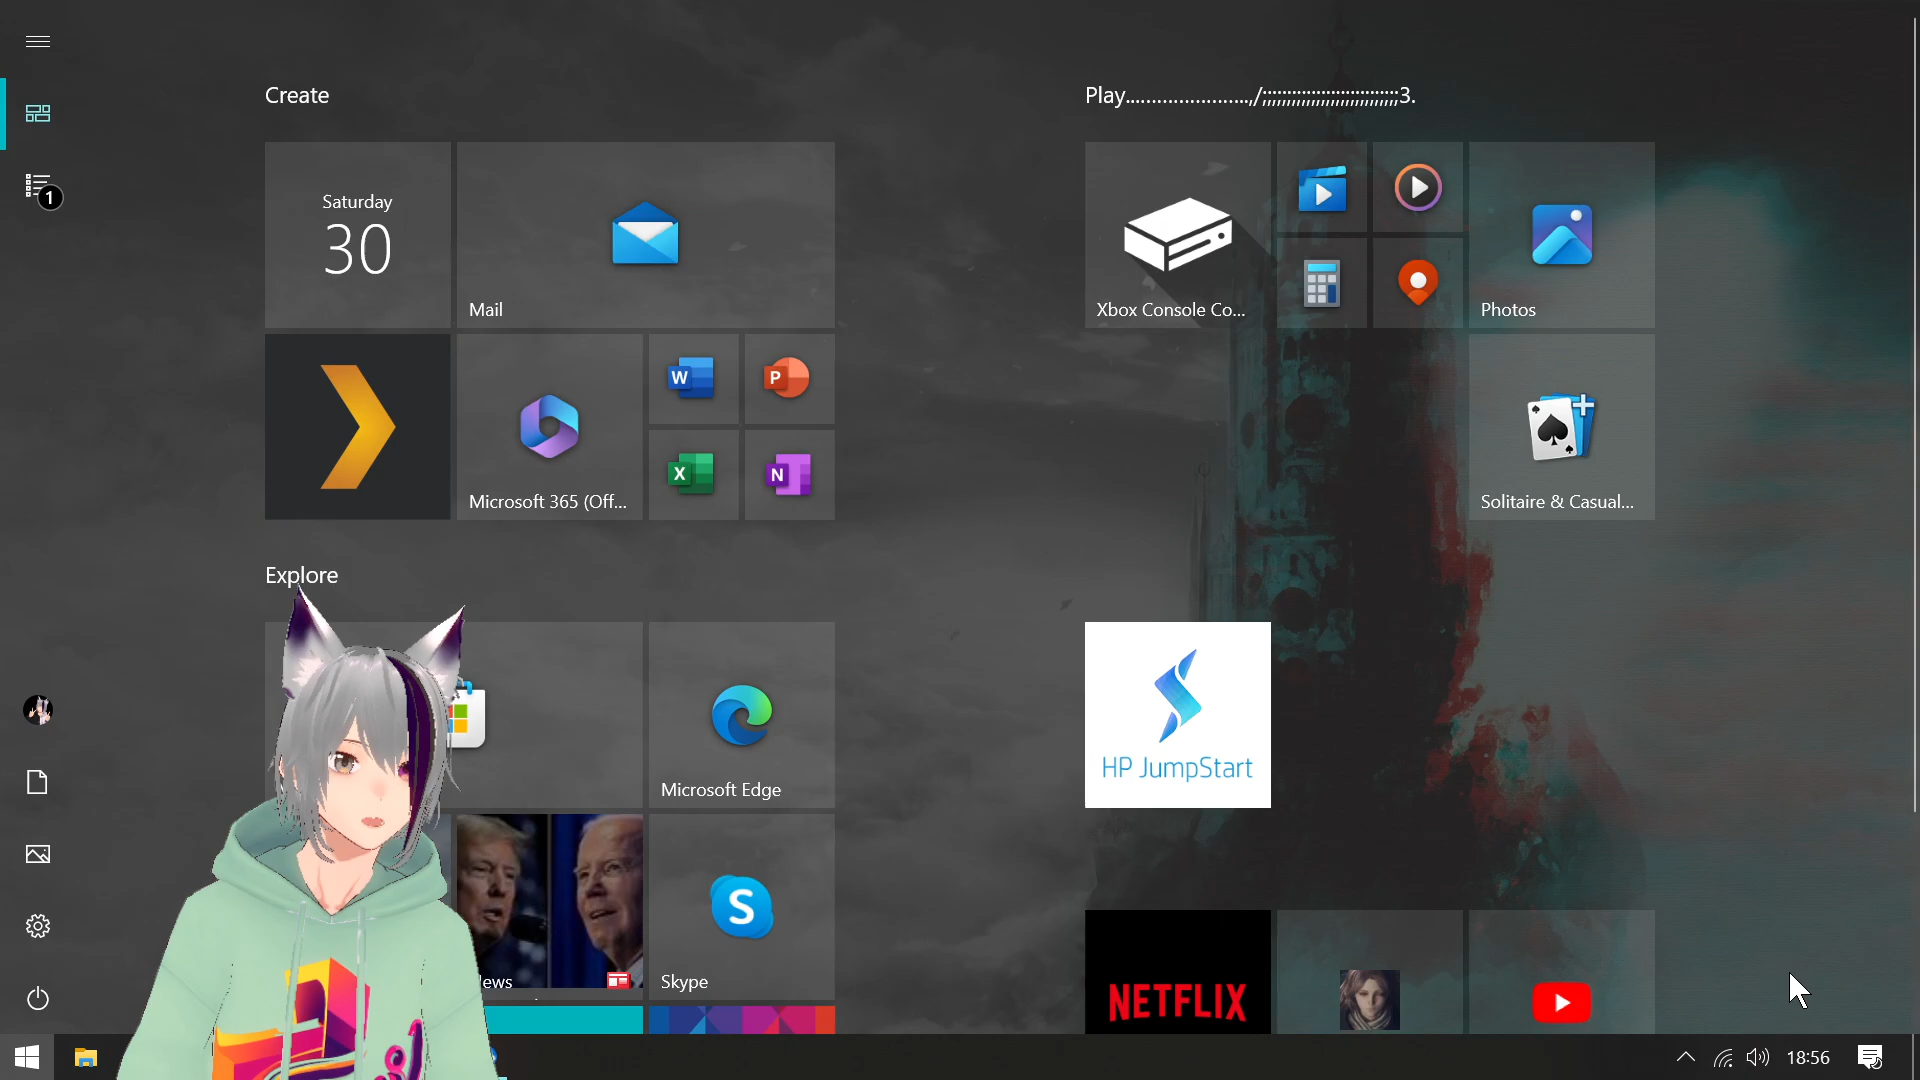 Create
Play......................,/;;;;;;;;;;;;;;;;;;;;;;;;;;;;3.
1
Saturday
30
Mail
Xbox Console Co...
Photos
W
P
X
N
Microsoft 365 (Off...
Solitaire & Casual...
Explore
Microsoft Edge
HP JumpStart
ews
S
Skype
NETFLIX
18:56